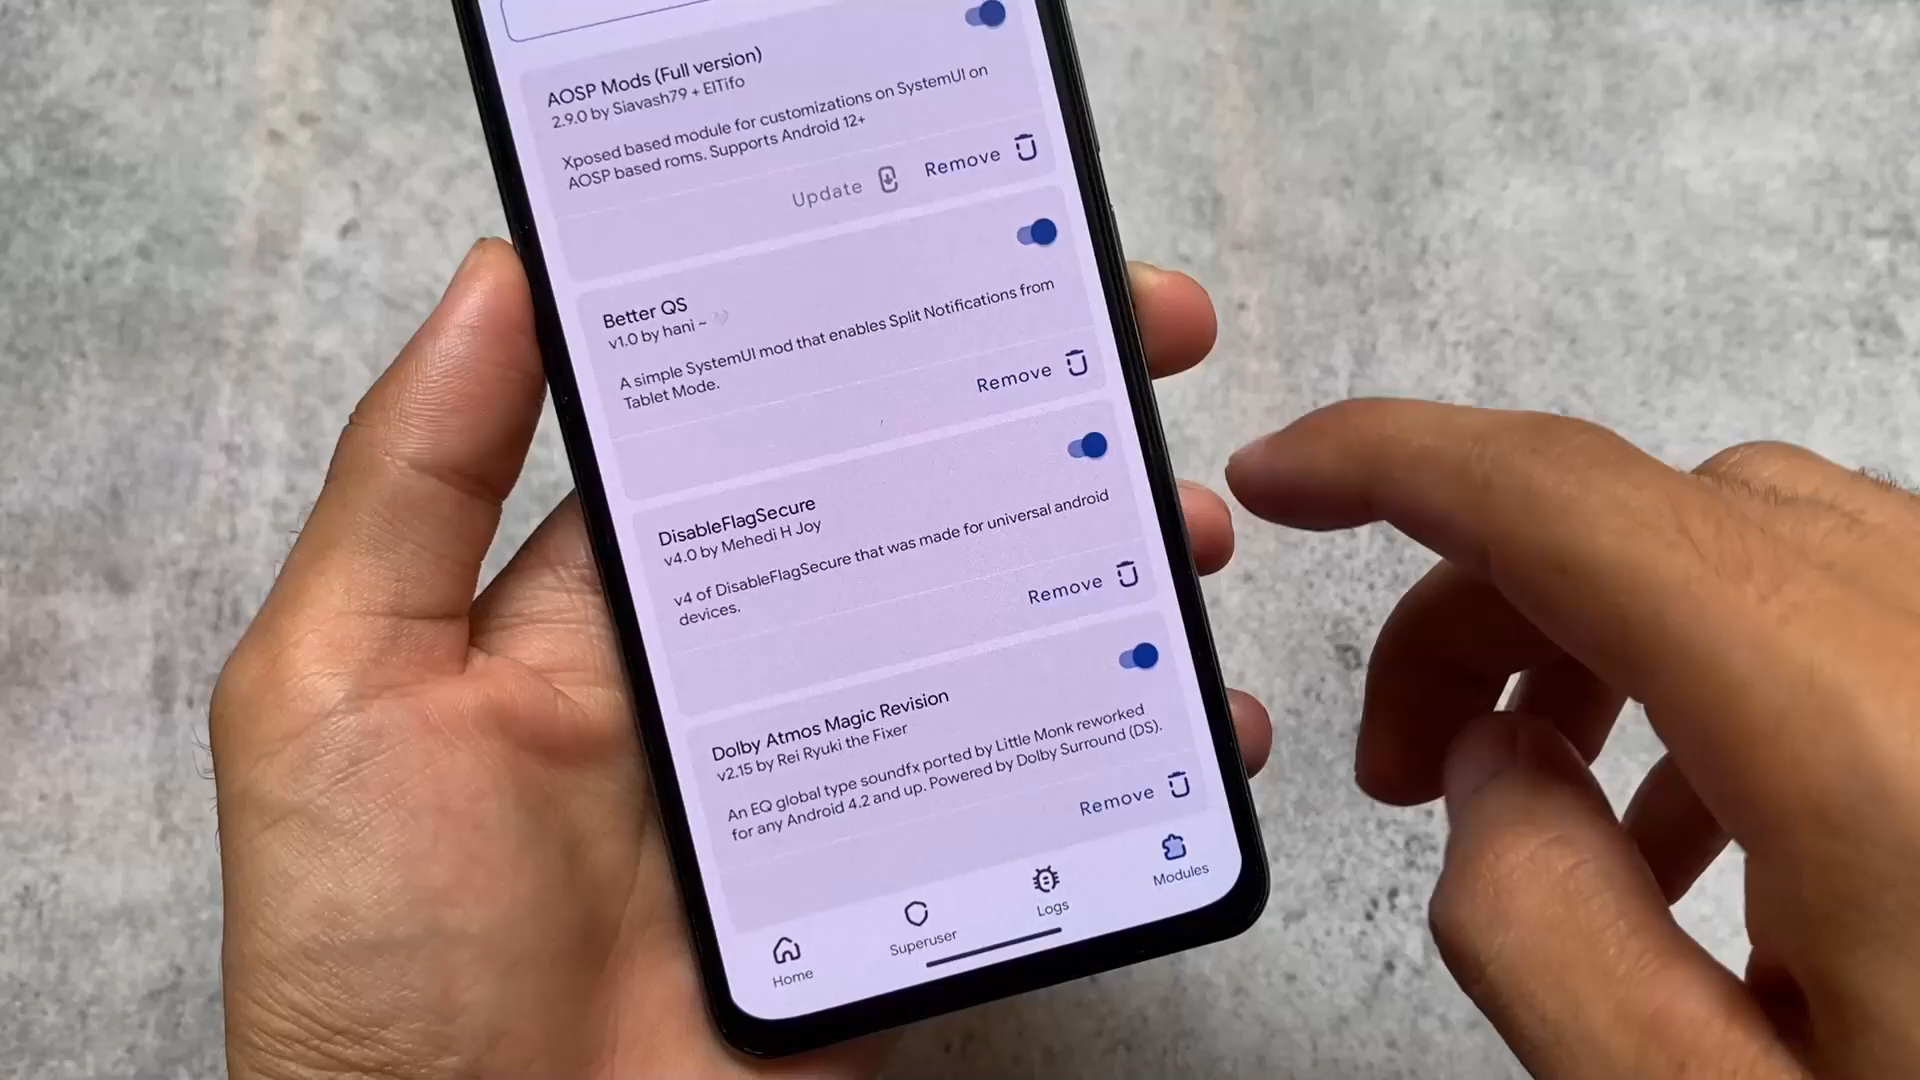 AOSP Mods (Full version)
2.9.0 by Siavash79 + ElTifo
Xposed based module for customizations on SystemUI on
AOSP based roms. Supports Android 12+
Update
Remove
Better QS
v1.0 by hani ~ 🤍
A simple SystemUI mod that enables Split Notifications from
Tablet Mode.
Remove
DisableFlagSecure
v4.0 by Mehedi H Joy
v4 of DisableFlagSecure that was made for universal android
devices.
Remove
Dolby Atmos Magic Revision
v2.15 by Rei Ryuki the Fixer
An EQ global type soundfx ported by Little Monk reworked
for any Android 4.2 and up. Powered by Dolby Surround (DS).
Remove
Home
Superuser
Logs
Modules